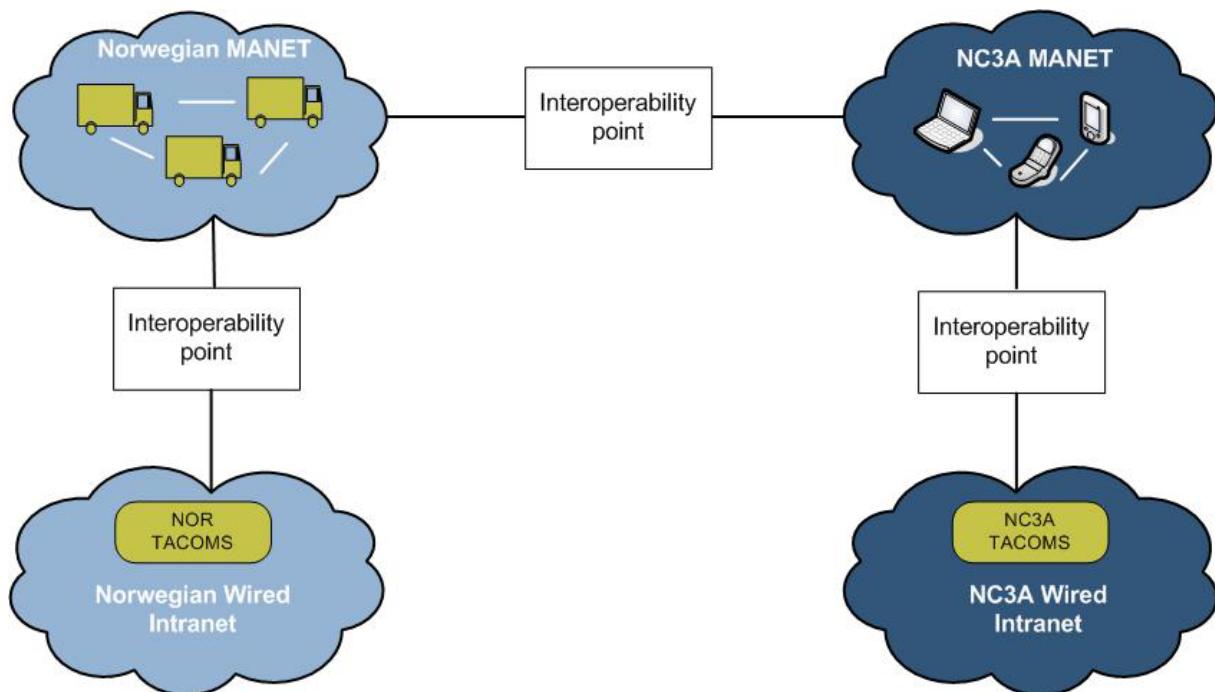 Norwegian MANET
NC3A MANET
Interoperability
point
Interoperability
point
Interoperability
point
NOR
TACOMS
Norwegian Wired
Intranet
NC3A
TACOMS
NC3A Wired
Intranet